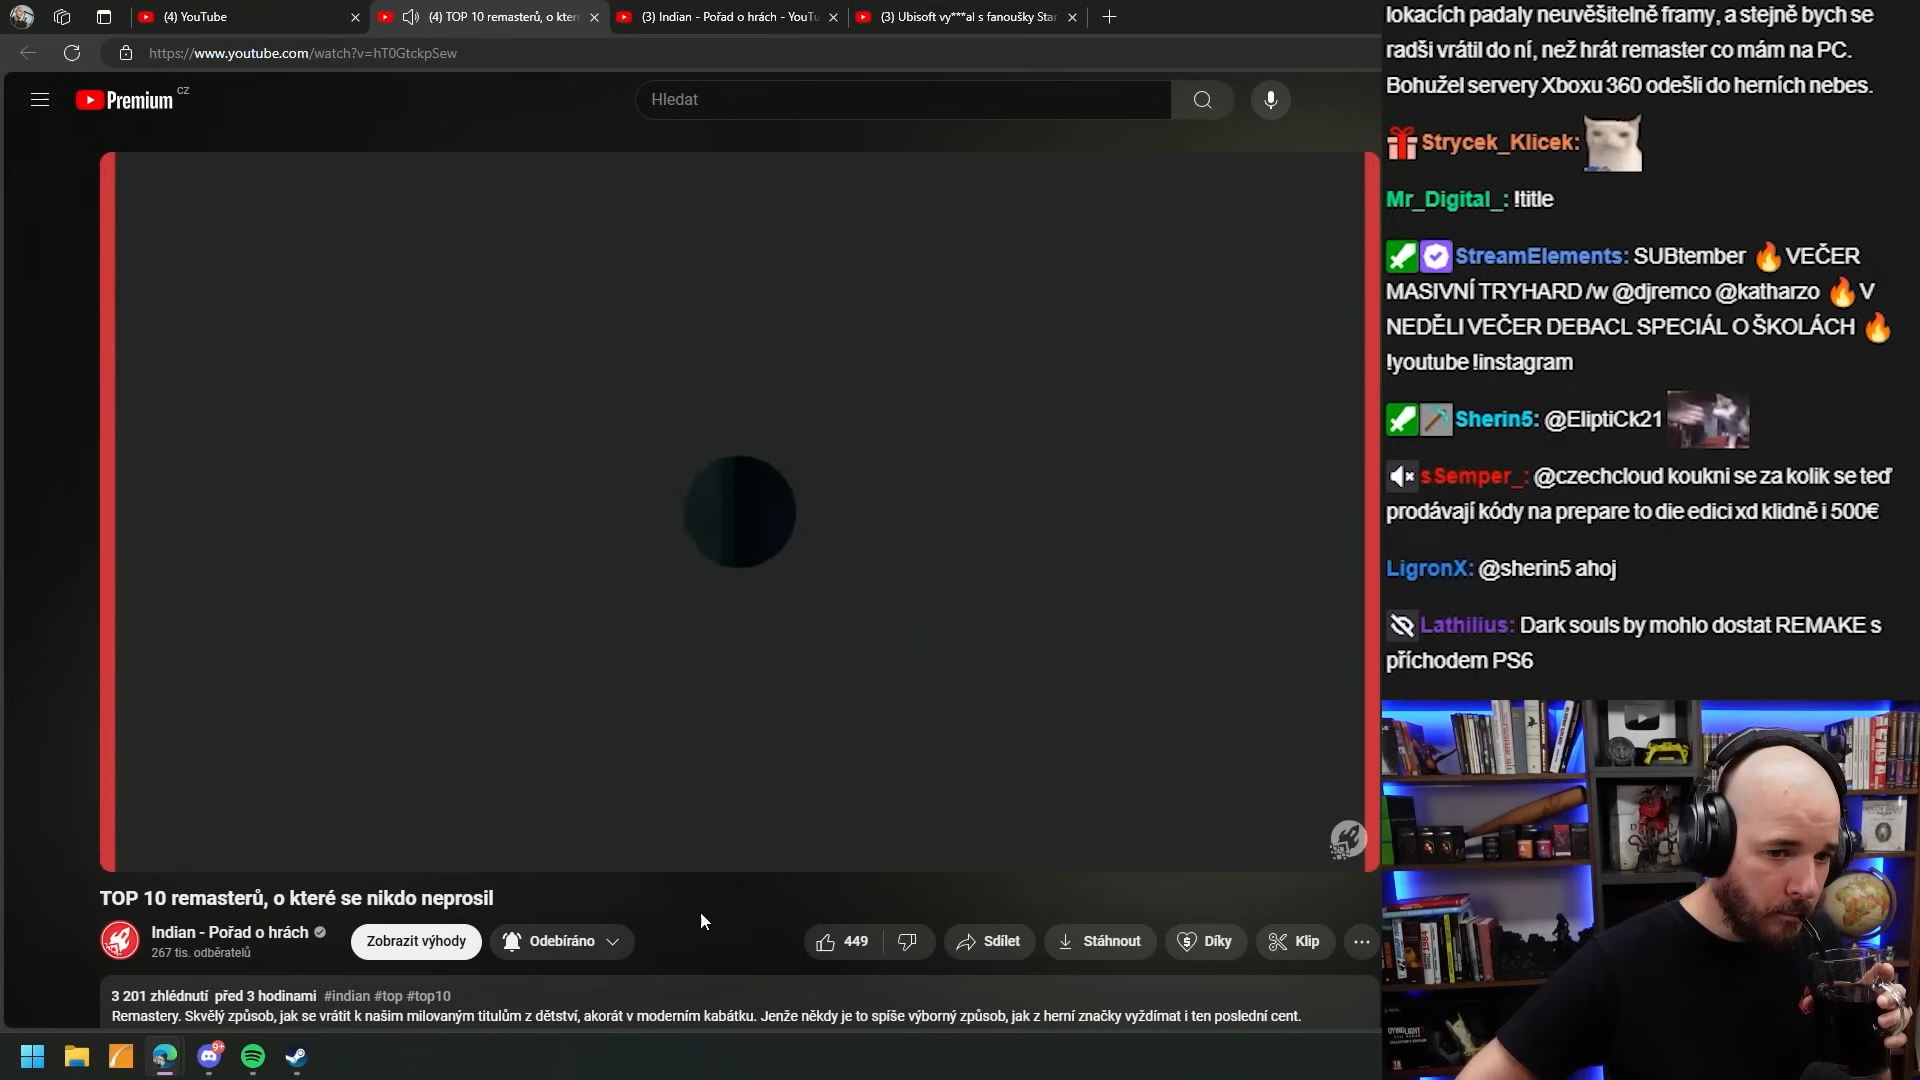 (4) YouTube
(4) TOP 10 remasterů, o kter
(3) Indian - Pořad o hrách - YouTu
(3) Ubisoft vy***al s fanoušky Star
https://www.youtube.com/watch?v=hT0GtckpSew
Premium CZ
Hledat
TOP 10 remasterů, o které se nikdo neprosil
Indian - Pořad o hrách
267 tis. odběratelů
Zobrazit výhody
Odebíráno
449
Sdílet
Stáhnout
Díky
Klip
3 201 zhlédnutí před 3 hodinami #indian #top #top10
Remastery. Skvělý způsob, jak se vrátit k našim milovaným titulům z dětství, akorát v moderním kabátku. Jenže někdy je to spíše výborný způsob, jak z herní značky vyždímat i ten poslední cent.
9+
lokacích padaly neuvěšitelně framy, a stejně bych se
radši vrátil do ní, než hrát remaster co mám na PC.
Bohužel servery Xboxu 360 odešli do herních nebes.
Strycek_Klicek:
Mr_Digital_: !title
StreamElements: SUBtember 🔥 VEČER
MASIVNÍ TRYHARD /w @djremco @katharzo 🔥 V
NEDĚLI VEČER DEBACL SPECIÁL O ŠKOLÁCH 🔥
!youtube !instagram
Sherin5: @EliptiCk21
sSemper_: @czechcloud koukni se za kolik se teď
prodávají kódy na prepare to die edici xd klidně i 500€
LigronX: @sherin5 ahoj
Lathilius: Dark souls by mohlo dostat REMAKE s
příchodem PS6
1984
DYING LIGHT